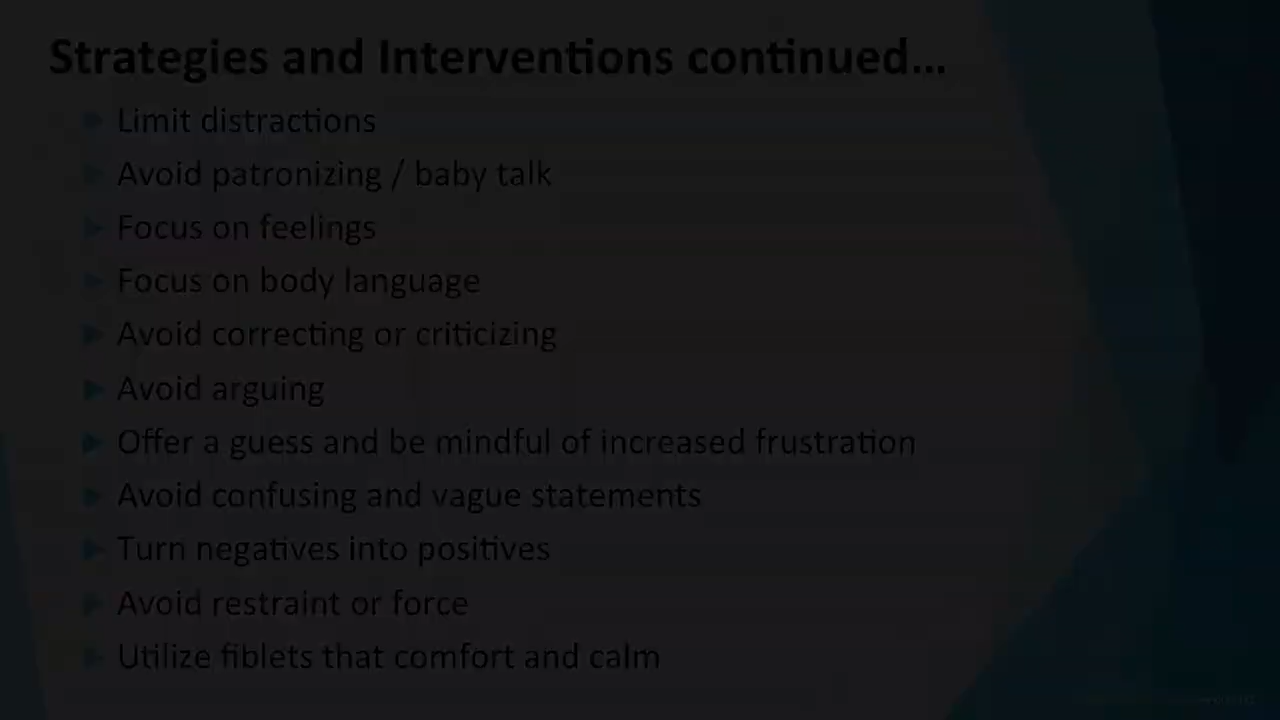 Strategies and Interventions continued…
Limit distractions
Avoid patronizing / baby talk
Focus on feelings
Focus on body language
Avoid correcting or criticizing
Avoid arguing
Offer a guess and be mindful of increased frustration
Avoid confusing and vague statements
Turn negatives into positives
Avoid restraint or force
Utilize fiblets that comfort and calm